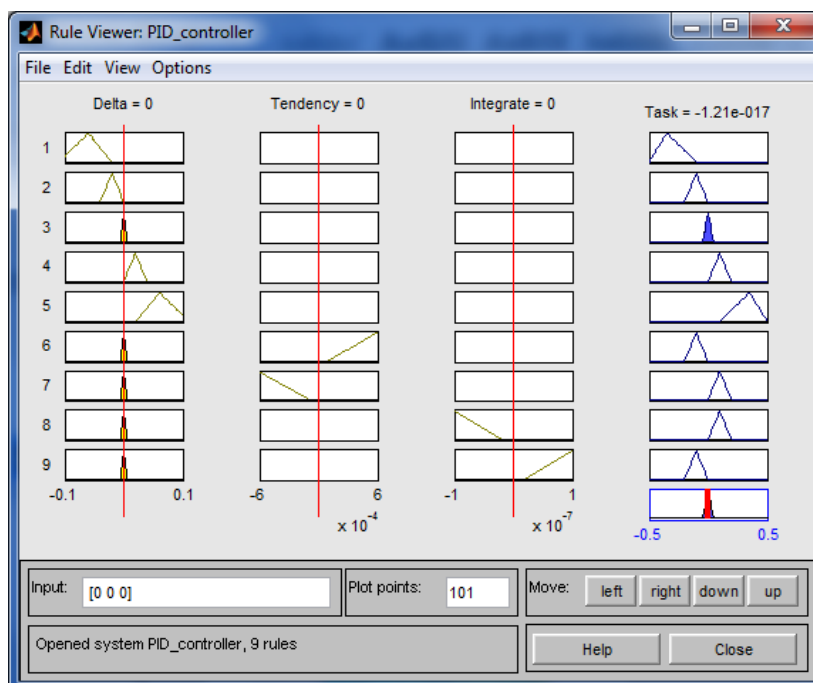 Rule Viewer: PID_controller
File Edit View Options
Delta = 0 Tendency = 0 Integrate = 0 Task = -1.21e-017
1
2
3
4
5
6
7
8
9
-0.1 0.1 -6 6 -1 1
x 10^-4 x 10^-7
-0.5 0.5
Input: [0 0 0] Plot points: 101 Move: left right down up
Opened system PID_controller, 9 rules Help Close